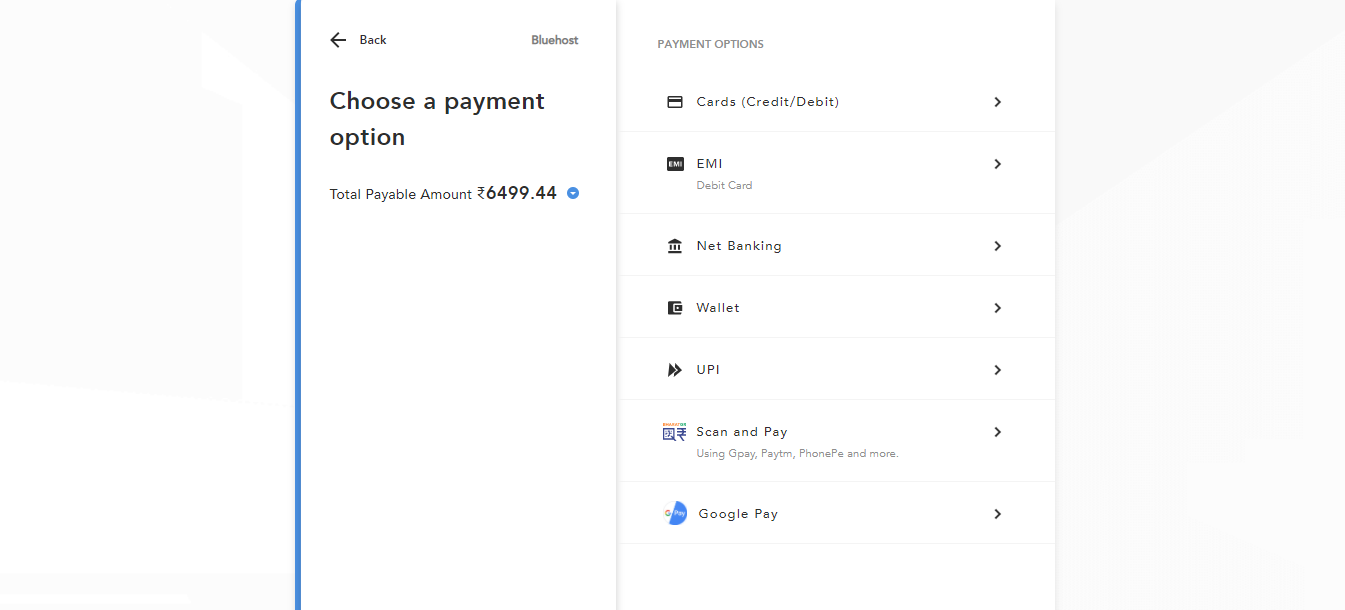 Back
Bluehost
Choose a payment
option
Total Payable Amount ₹6499.44
PAYMENT OPTIONS
Cards (Credit/Debit)
EMI
EMI
Debit Card
Net Banking
Wallet
UPI
BHARAT QR
Scan and Pay
Using Gpay, Paytm, PhonePe and more.
G Pay
Google Pay